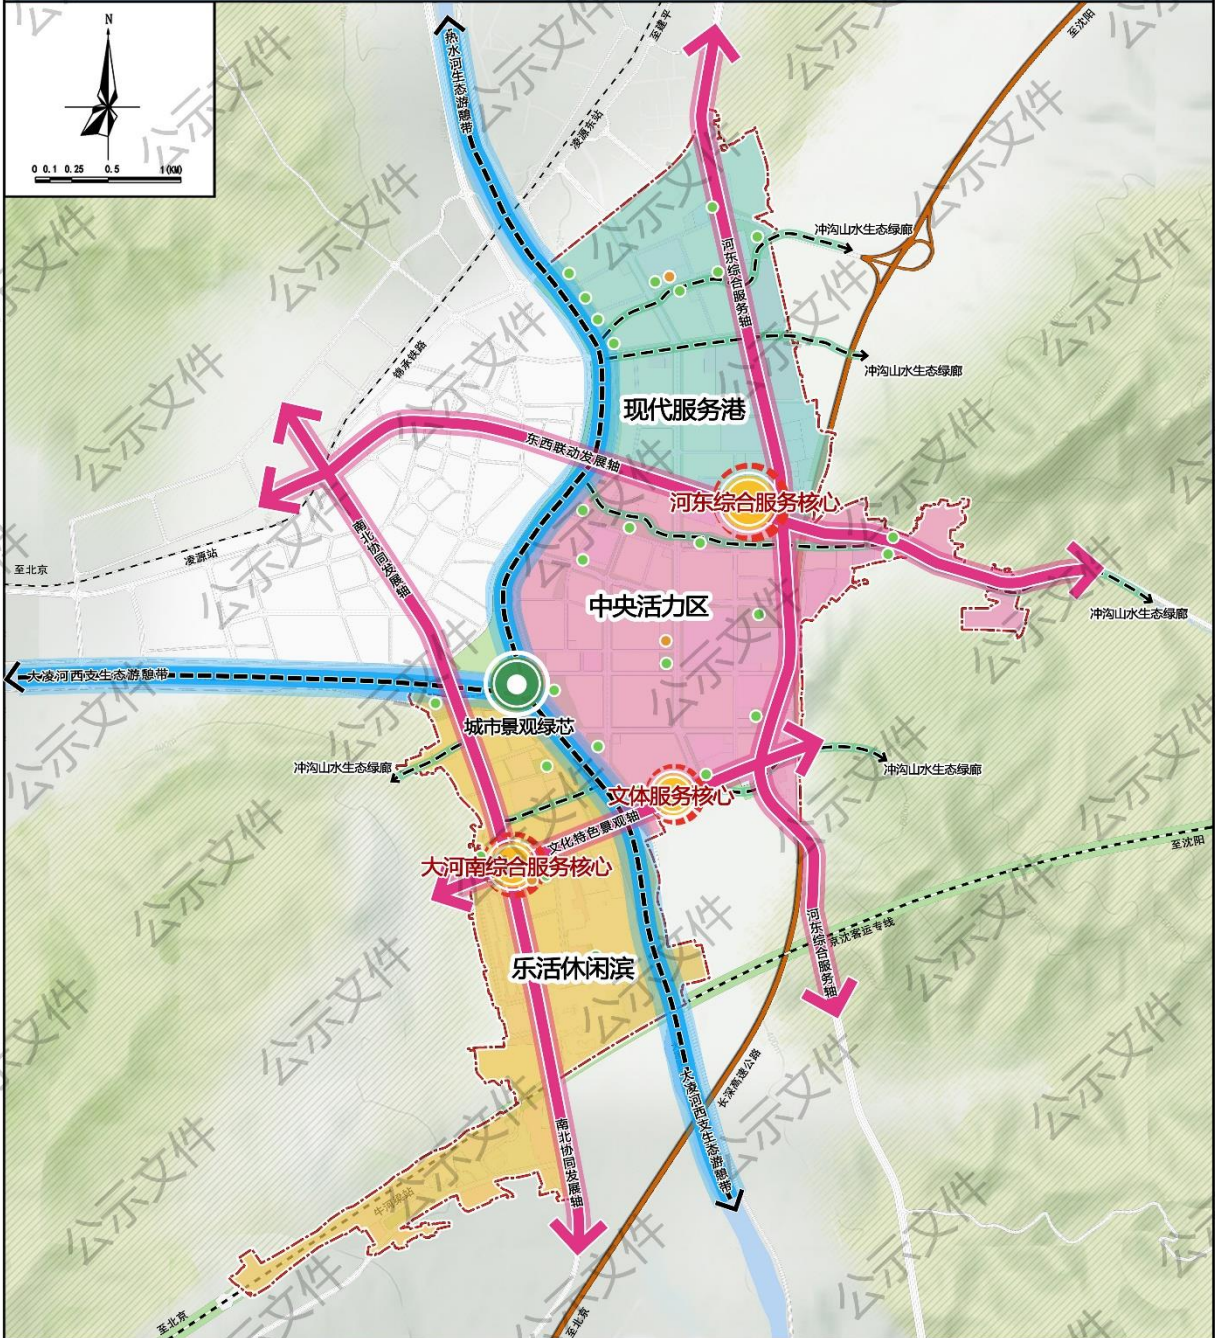 N
0 0.1 0.25 0.5 1(KM)
热水河生态游憩带
至建平
至沈阳
凌源东站
冲沟山水生态绿廊
河东综合服务轴
锦承铁路
冲沟山水生态绿廊
现代服务港
东西联动发展轴
河东综合服务核心
南北协同发展轴
凌源站
至北京
中央活力区
冲沟山水生态绿廊
大凌河西支生态游憩带
城市景观绿芯
冲沟山水生态绿廊
冲沟山水生态绿廊
文体服务核心
文化特色景观轴
至沈阳
大河南综合服务核心
京沈客运专线
河东综合服务轴
乐活休闲滨
长深高速公路
大凌河西支生态游憩带
南北协同发展轴
牛河梁站
至北京
至北京
公示文件